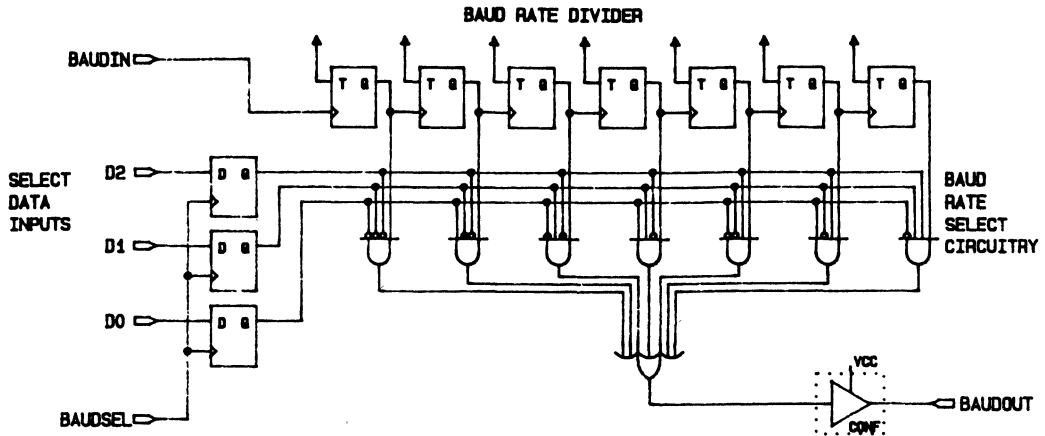 BAUD RATE DIVIDER
BAUDIN
T Q T Q T Q T Q T Q T Q T Q
SELECT
DATA
INPUTS
D2
D Q
D1
D Q
D0
D Q
BAUDSEL
BAUD
RATE
SELECT
CIRCUITRY
VCC
CONF
BAUDOUT